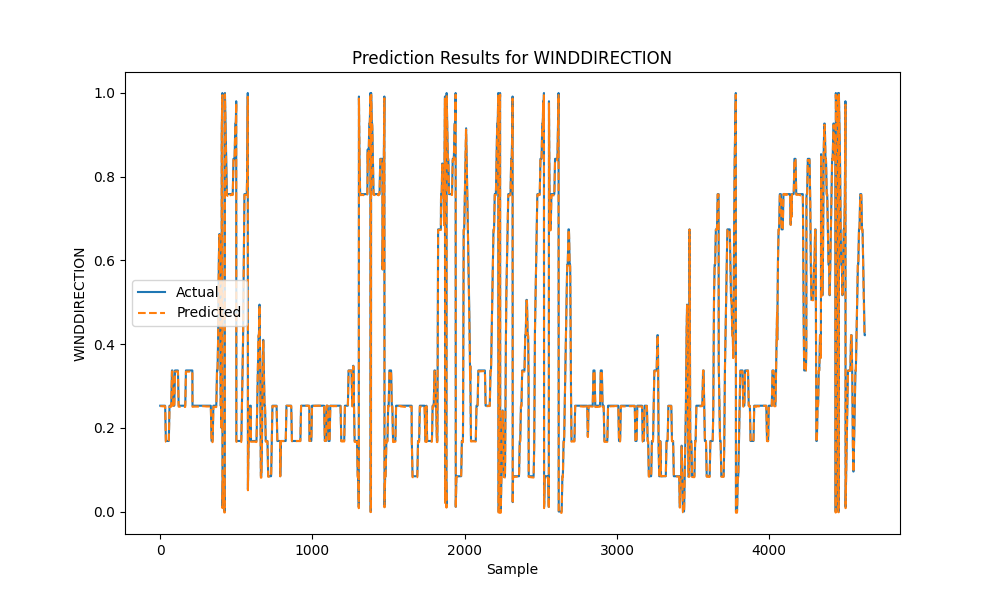 Prediction Results for WINDDIRECTION
1.0
0.8
0.6
0.4
0.2
0.0
WINDDIRECTION
Actual
Predicted
0
1000
2000
3000
4000
Sample